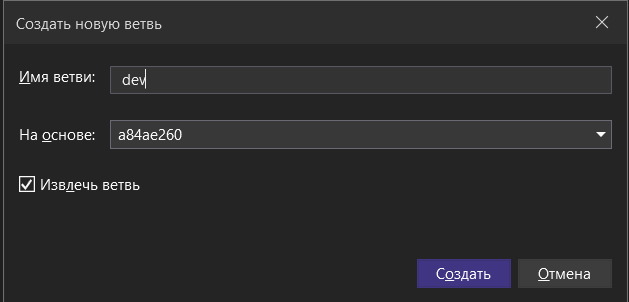 Создать новую ветвь
Имя ветви: dev
На основе: a84ae260
Извлечь ветвь
Создать Отмена